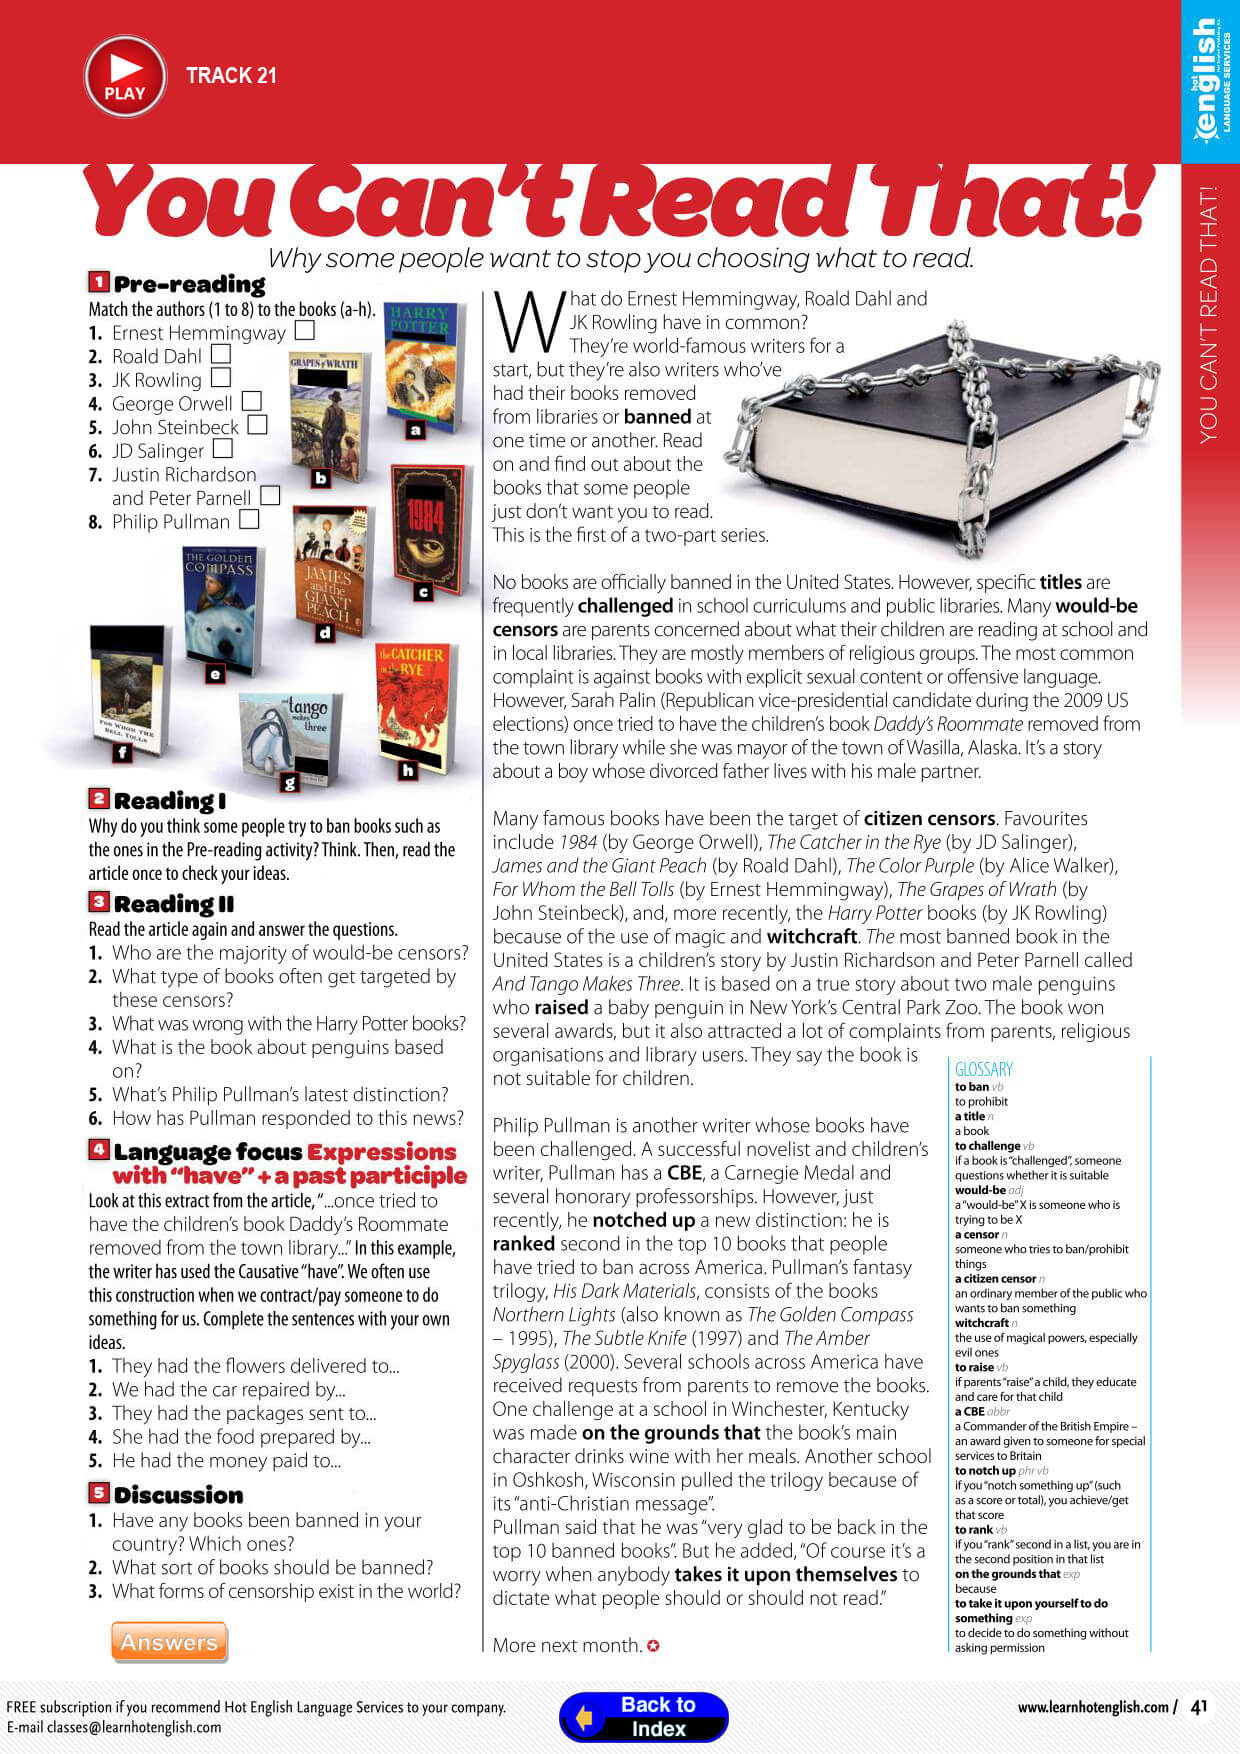 PLAY
TRACK 21
hot
english
LANGUAGE SERVICES
YOU CAN'T READ THAT!
You Can't Read That!
Why some people want to stop you choosing what to read.
1 Pre-reading
Match the authors (1 to 8) to the books (a-h).
1. Ernest Hemmingway
2. Roald Dahl
3. JK Rowling
4. George Orwell
5. John Steinbeck
6. JD Salinger
7. Justin Richardson
and Peter Parnell
8. Philip Pullman
HARRY
POTTER
a
THE
GRAPES of WRATH
b
1984
c
JAMES
and the
GIANT
PEACH
d
THE GOLDEN
COMPASS
e
FOR WHOM THE
BELL TOLLS
f
and
tango
makes
three
g
the CATCHER
in the RYE
h
2 Reading I
Why do you think some people try to ban books such as
the ones in the Pre-reading activity? Think. Then, read the
article once to check your ideas.
3 Reading II
Read the article again and answer the questions.
1. Who are the majority of would-be censors?
2. What type of books often get targeted by
these censors?
3. What was wrong with the Harry Potter books?
4. What is the book about penguins based
on?
5. What's Philip Pullman's latest distinction?
6. How has Pullman responded to this news?
4 Language focus Expressions
with "have" + a past participle
Look at this extract from the article, "...once tried to
have the children's book Daddy's Roommate
removed from the town library..." In this example,
the writer has used the Causative "have". We often use
this construction when we contract/pay someone to do
something for us. Complete the sentences with your own
ideas.
1. They had the flowers delivered to...
2. We had the car repaired by...
3. They had the packages sent to...
4. She had the food prepared by...
5. He had the money paid to...
5 Discussion
1. Have any books been banned in your
country? Which ones?
2. What sort of books should be banned?
3. What forms of censorship exist in the world?
Answers
What do Ernest Hemmingway, Roald Dahl and
JK Rowling have in common?
They're world-famous writers for a
start, but they're also writers who've
had their books removed
from libraries or banned at
one time or another. Read
on and find out about the
books that some people
just don't want you to read.
This is the first of a two-part series.
No books are officially banned in the United States. However, specific titles are
frequently challenged in school curriculums and public libraries. Many would-be
censors are parents concerned about what their children are reading at school and
in local libraries. They are mostly members of religious groups. The most common
complaint is against books with explicit sexual content or offensive language.
However, Sarah Palin (Republican vice-presidential candidate during the 2009 US
elections) once tried to have the children's book Daddy's Roommate removed from
the town library while she was mayor of the town of Wasilla, Alaska. It's a story
about a boy whose divorced father lives with his male partner.
Many famous books have been the target of citizen censors. Favourites
include 1984 (by George Orwell), The Catcher in the Rye (by JD Salinger),
James and the Giant Peach (by Roald Dahl), The Color Purple (by Alice Walker),
For Whom the Bell Tolls (by Ernest Hemmingway), The Grapes of Wrath (by
John Steinbeck), and, more recently, the Harry Potter books (by JK Rowling)
because of the use of magic and witchcraft. The most banned book in the
United States is a children's story by Justin Richardson and Peter Parnell called
And Tango Makes Three. It is based on a true story about two male penguins
who raised a baby penguin in New York's Central Park Zoo. The book won
several awards, but it also attracted a lot of complaints from parents, religious
organisations and library users. They say the book is
not suitable for children.
Philip Pullman is another writer whose books have
been challenged. A successful novelist and children's
writer, Pullman has a CBE, a Carnegie Medal and
several honorary professorships. However, just
recently, he notched up a new distinction: he is
ranked second in the top 10 books that people
have tried to ban across America. Pullman's fantasy
trilogy, His Dark Materials, consists of the books
Northern Lights (also known as The Golden Compass
– 1995), The Subtle Knife (1997) and The Amber
Spyglass (2000). Several schools across America have
received requests from parents to remove the books.
One challenge at a school in Winchester, Kentucky
was made on the grounds that the book's main
character drinks wine with her meals. Another school
in Oshkosh, Wisconsin pulled the trilogy because of
its "anti-Christian message".
Pullman said that he was "very glad to be back in the
top 10 banned books". But he added, "Of course it's a
worry when anybody takes it upon themselves to
dictate what people should or should not read."
More next month.
GLOSSARY
to ban vb
to prohibit
a title n
a book
to challenge vb
if a book is "challenged", someone
questions whether it is suitable
would-be adj
a "would-be" X is someone who is
trying to be X
a censor n
someone who tries to ban/prohibit
things
a citizen censor n
an ordinary member of the public who
wants to ban something
witchcraft n
the use of magical powers, especially
evil ones
to raise vb
if parents "raise" a child, they educate
and care for that child
a CBE abbr
a Commander of the British Empire –
an award given to someone for special
services to Britain
to notch up phr vb
if you "notch something up" (such
as a score or total), you achieve/get
that score
to rank vb
if you "rank" second in a list, you are in
the second position in that list
on the grounds that exp
because
to take it upon yourself to do
something exp
to decide to do something without
asking permission
FREE subscription if you recommend Hot English Language Services to your company.
E-mail classes@learnhotenglish.com
Back to
Index
www.learnhotenglish.com / 41